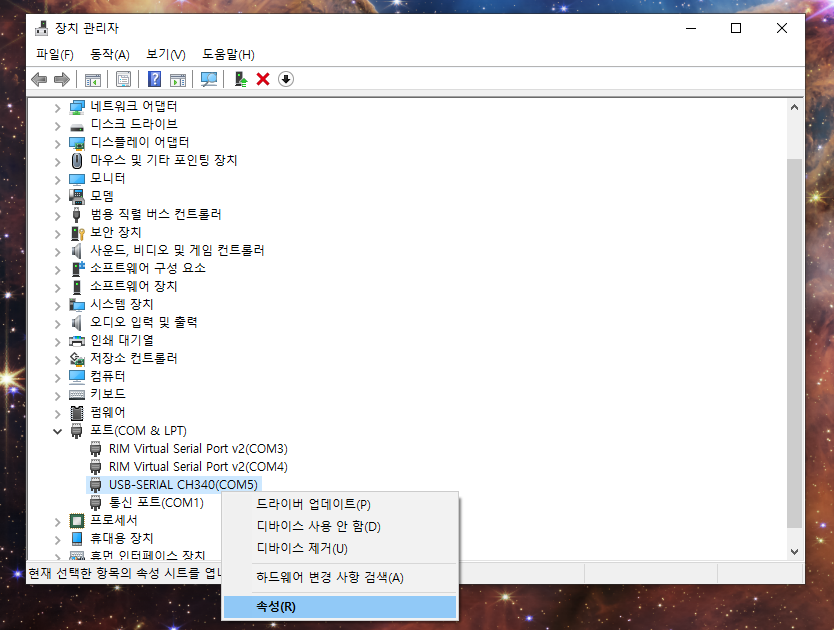 장치 관리자
파일(F) 동작(A) 보기(V) 도움말(H)
네트워크 어댑터
디스크 드라이브
디스플레이 어댑터
마우스 및 기타 포인팅 장치
모니터
모뎀
범용 직렬 버스 컨트롤러
보안 장치
사운드, 비디오 및 게임 컨트롤러
소프트웨어 구성 요소
소프트웨어 장치
시스템 장치
오디오 입력 및 출력
인쇄 대기열
저장소 컨트롤러
컴퓨터
키보드
펌웨어
포트(COM & LPT)
RIM Virtual Serial Port v2(COM3)
RIM Virtual Serial Port v2(COM4)
USB-SERIAL CH340(COM5)
통신 포트(COM1)
프로세서
휴대용 장치
휴먼 인터페이스 장치
드라이버 업데이트(P)
디바이스 사용 안 함(D)
디바이스 제거(U)
하드웨어 변경 사항 검색(A)
속성(R)
현재 선택한 항목의 속성 시트를 엽니